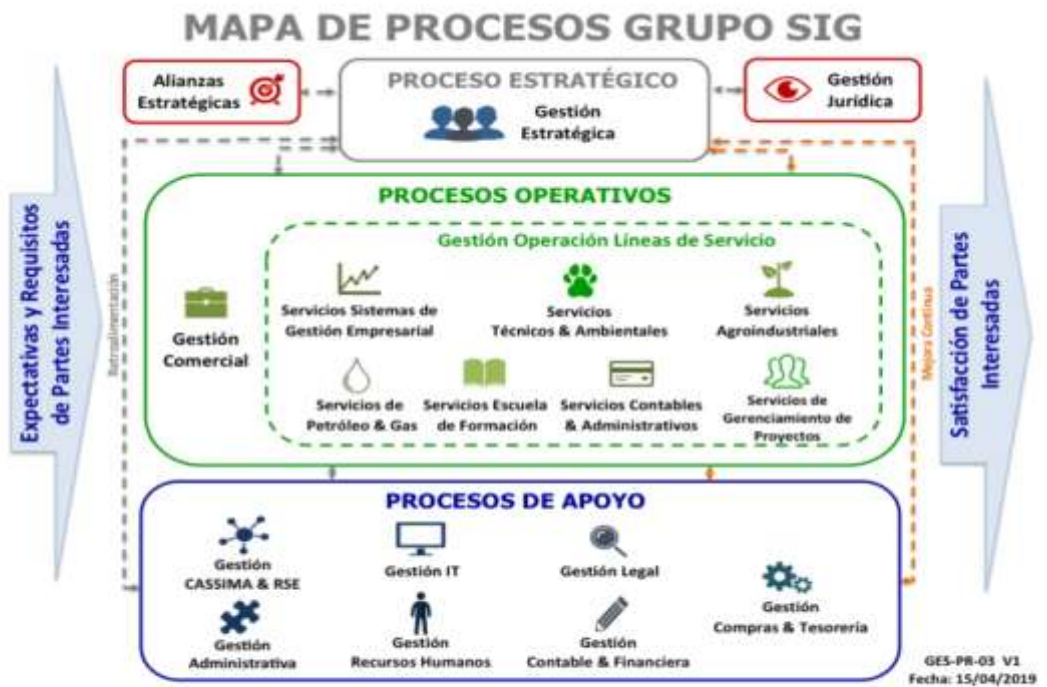 MAPA DE PROCESOS GRUPO SIG
Alianzas
Estratégicas
PROCESO ESTRATÉGICO
Gestión
Estratégica
Gestión
Jurídica
Expectativas y Requisitos
de Partes Interesadas
Retroalimentación
PROCESOS OPERATIVOS
Gestión Operación Líneas de Servicio
Gestión
Comercial
Servicios Sistemas de
Gestión Empresarial
Servicios
Técnicos & Ambientales
Servicios
Agroindustriales
Servicios de
Petróleo & Gas
Servicios Escuela
de Formación
Servicios Contables
& Administrativos
Servicios de
Gerenciamiento de
Proyectos
Mejora Continua
Satisfacción de Partes
Interesadas
PROCESOS DE APOYO
Gestión
CASSIMA & RSE
Gestión IT
Gestión Legal
Gestión
Compras & Tesorería
Gestión
Administrativa
Gestión
Recursos Humanos
Gestión
Contable & Financiera
GES-PR-03 V1
Fecha: 15/04/2019